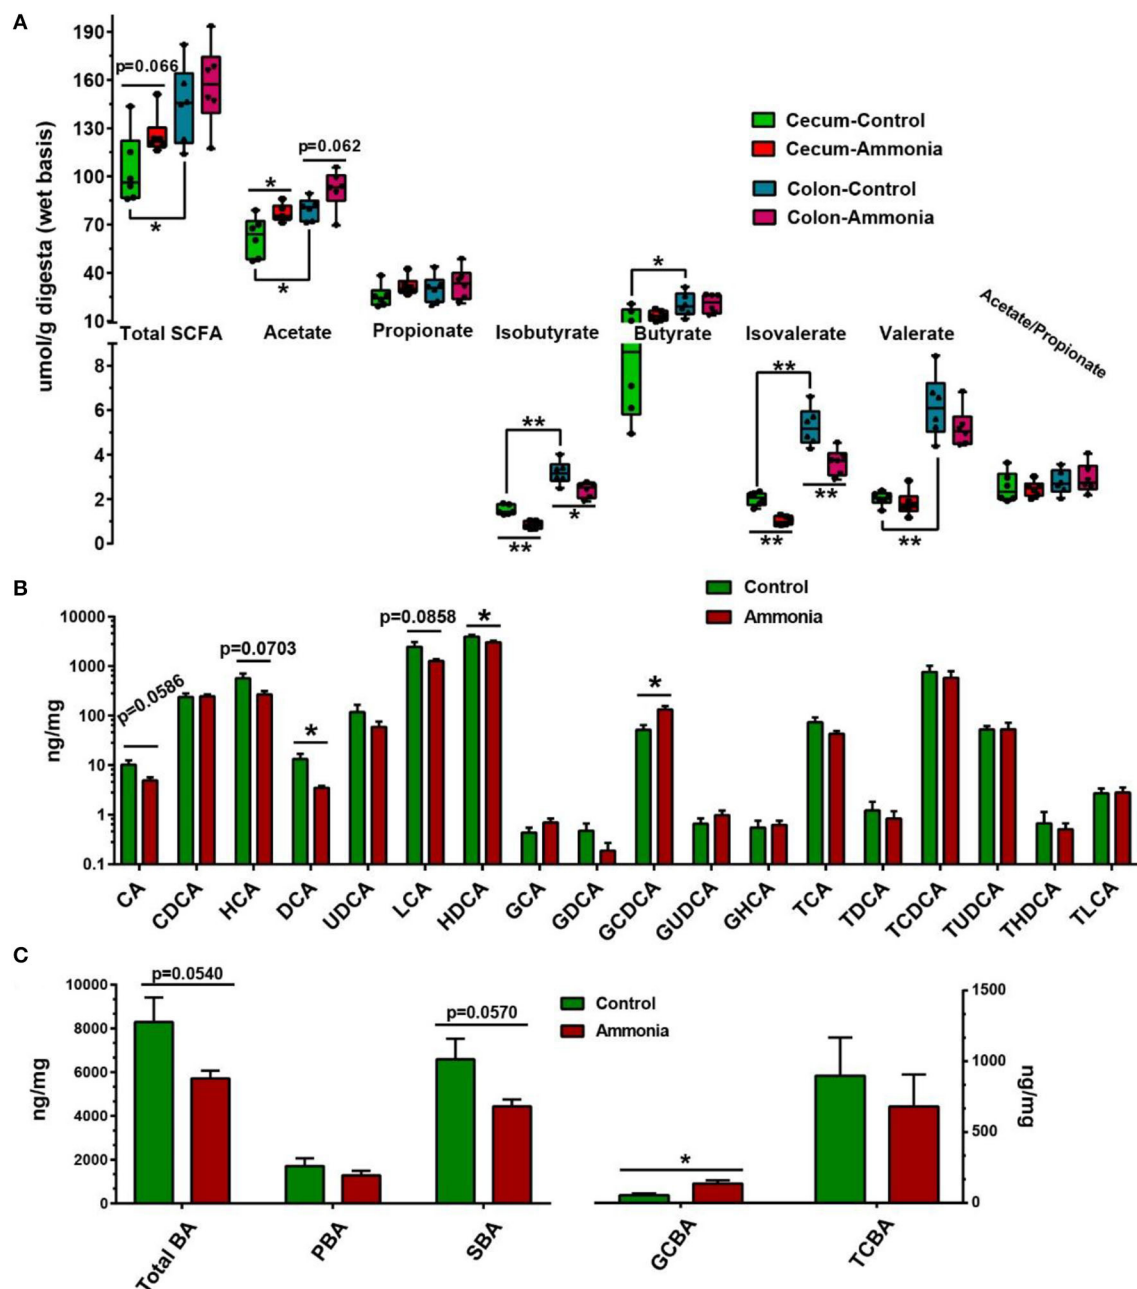 A
190
160
130
100
70
40
10
8
6
4
2
0
umol/g digesta (wet basis)
p=0.066
*
*
*
p=0.062
*
**
**
*
**
**
**
**
Cecum-Control
Cecum-Ammonia
Colon-Control
Colon-Ammonia
Total SCFA
Acetate
Propionate
Isobutyrate
Butyrate
Isovalerate
Valerate
Acetate/Propionate
B
Control
Ammonia
10000
1000
100
10
1
0.1
ng/mg
p=0.0586
p=0.0703
*
p=0.0858
*
*
CA
CDCA
HCA
DCA
UDCA
LCA
HDCA
GCA
GDCA
GCDCA
GUDCA
GHCA
TCA
TDCA
TCDCA
TUDCA
THDCA
TLCA
C
10000
8000
6000
4000
2000
0
ng/mg
p=0.0540
p=0.0570
Control
Ammonia
*
1500
1000
500
0
ng/mg
Total BA
PBA
SBA
GCBA
TCBA